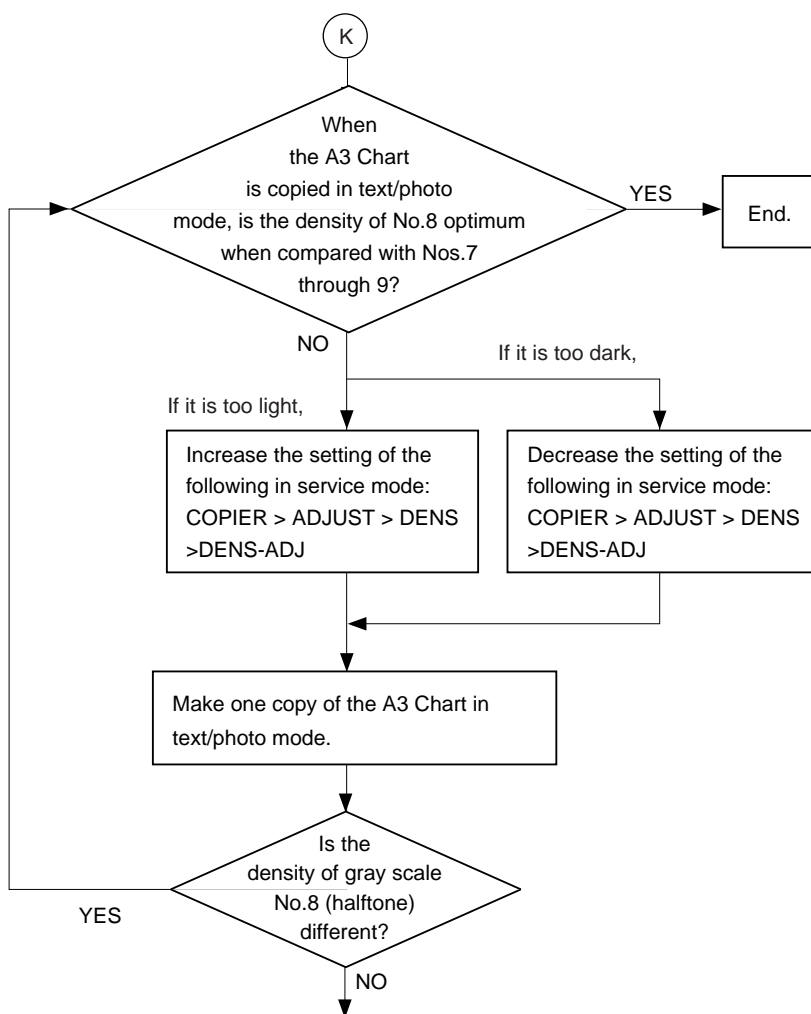 K
When
the A3 Chart
is copied in text/photo
mode, is the density of No.8 optimum
when compared with Nos.7
through 9?
YES
End.
NO
If it is too dark,
If it is too light,
Increase the setting of the
following in service mode:
COPIER > ADJUST > DENS
>DENS-ADJ
Decrease the setting of the
following in service mode:
COPIER > ADJUST > DENS
>DENS-ADJ
Make one copy of the A3 Chart in
text/photo mode.
Is the
density of gray scale
No.8 (halftone)
different?
YES
NO